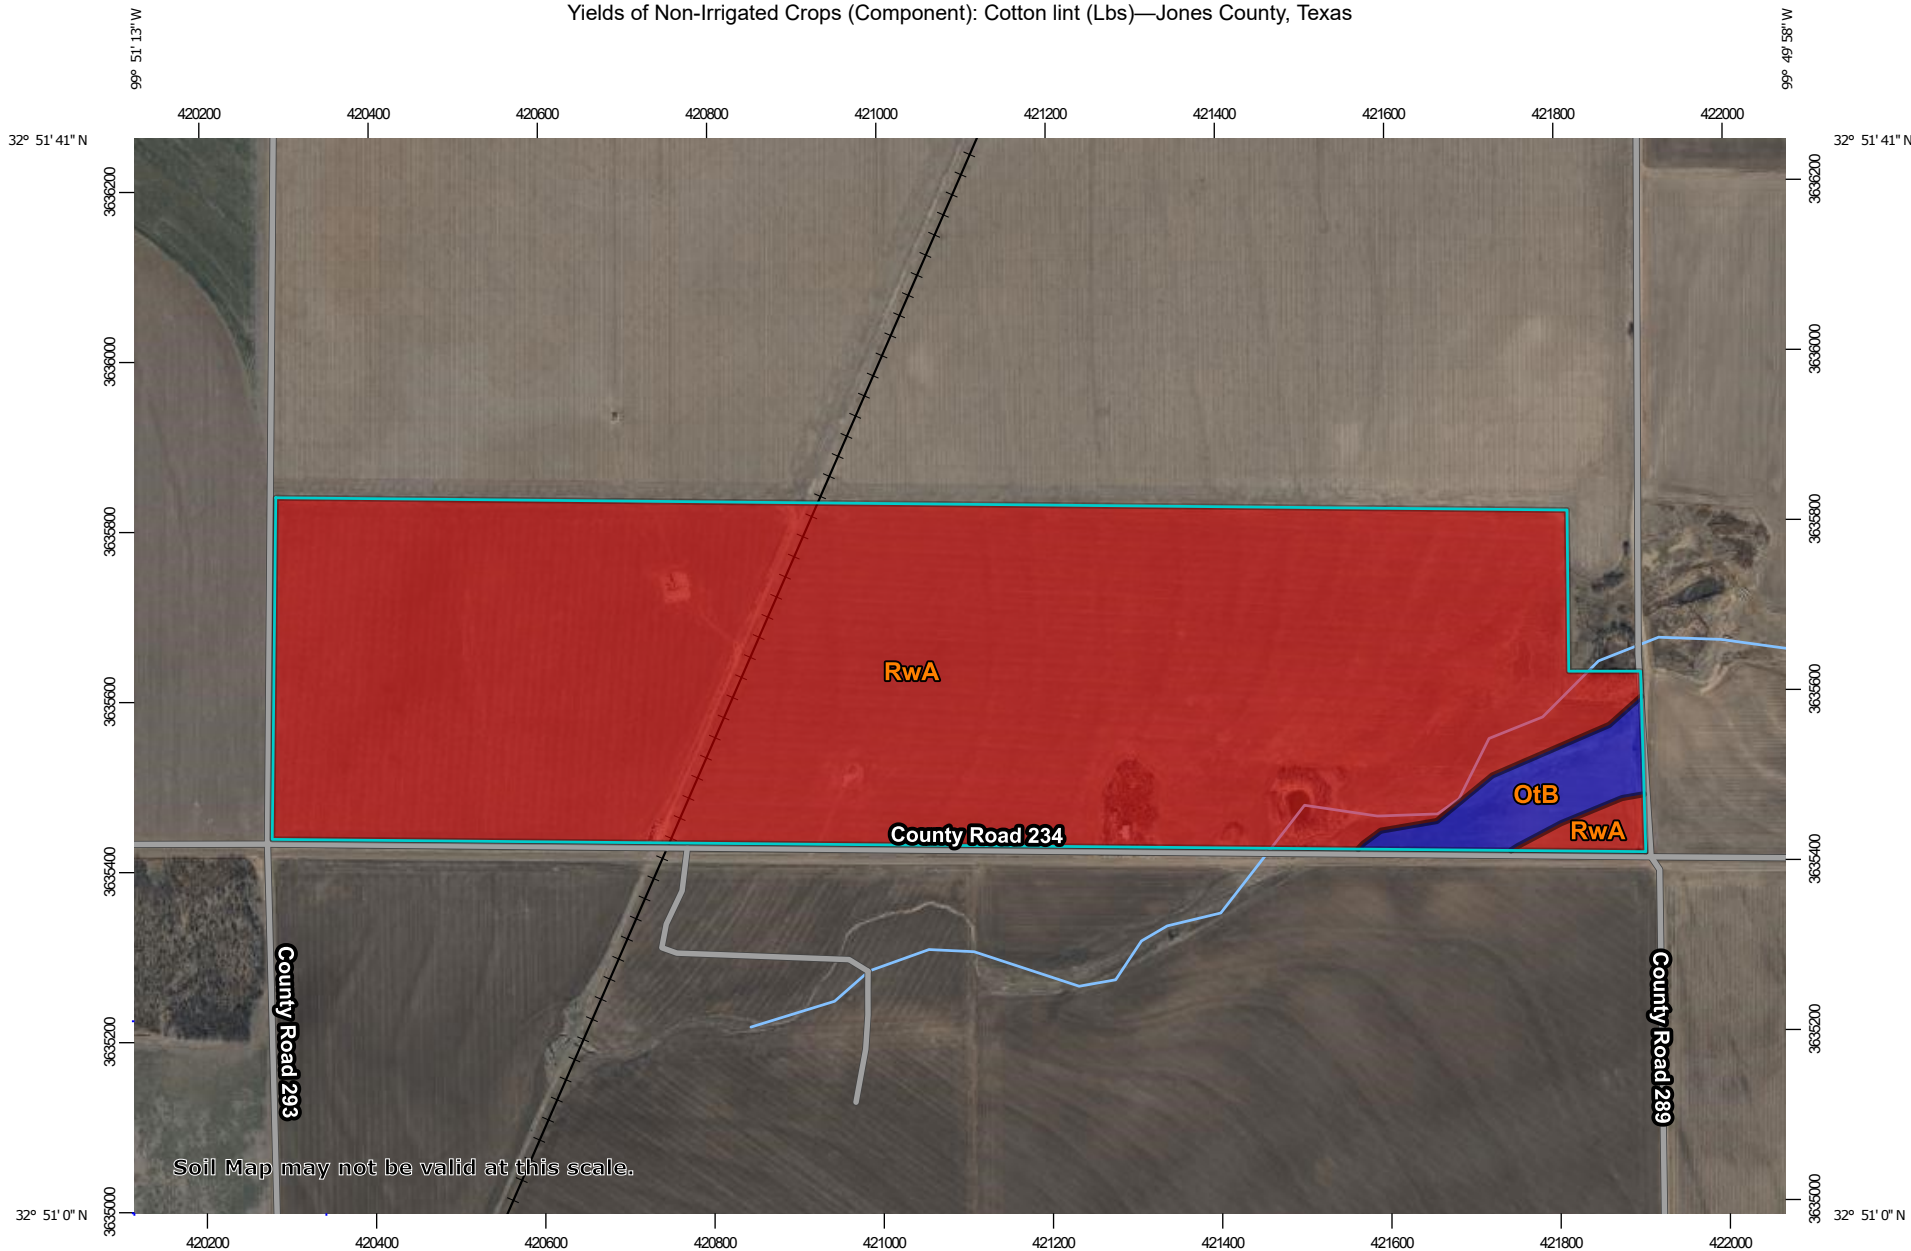 Yields of Non-Irrigated Crops (Component): Cotton lint (Lbs)—Jones County, Texas
99° 51' 13'' W
99° 49' 58'' W
420200 420400 420600 420800 421000 421200 421400 421600 421800 422000
32° 51' 41'' N
32° 51' 41'' N
3636200
3636200
3636000
3636000
3635800
3635800
RwA
3635600
3635600
OtB
RwA
County Road 234
3635400
3635400
County Road 293
County Road 289
3635200
3635200
Soil Map may not be valid at this scale.
3635000
3635000
32° 51' 0'' N
32° 51' 0'' N
420200 420400 420600 420800 421000 421200 421400 421600 421800 422000